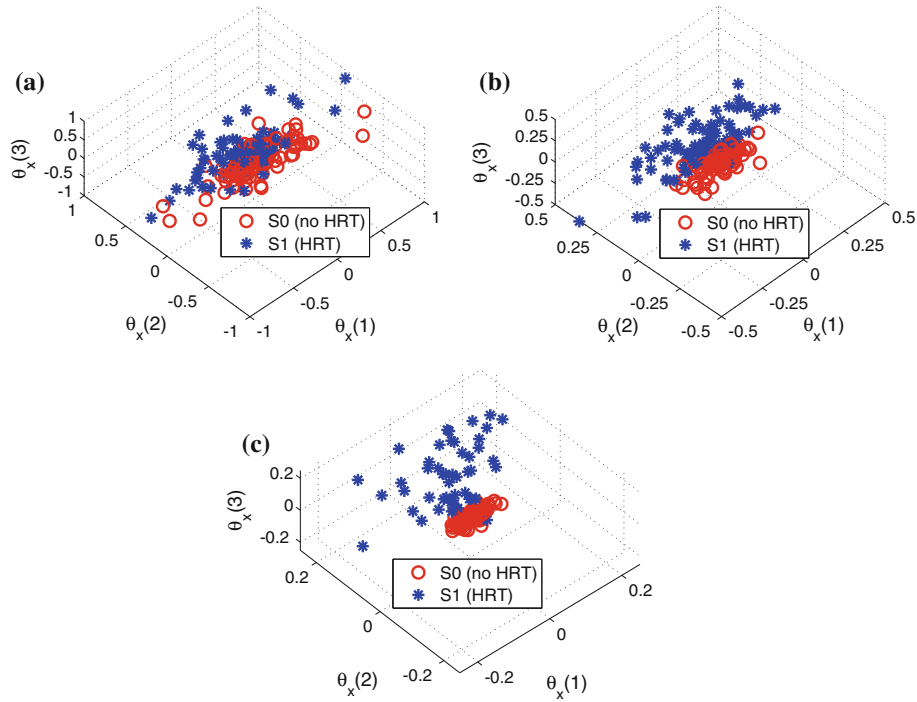 (a)
1
0.5
0
-0.5
-1
θx(3)
1
0.5
0
-0.5
-1
θx(2)
-1
-0.5
0
0.5
1
θx(1)
S0 (no HRT)
S1 (HRT)
(b)
0.5
0.25
0
-0.25
-0.5
θx(3)
0.5
0.25
0
-0.25
-0.5
θx(2)
-0.5
-0.25
0
0.25
0.5
θx(1)
S0 (no HRT)
S1 (HRT)
(c)
0.2
0
-0.2
θx(3)
0.2
0
-0.2
θx(2)
-0.2
0
0.2
θx(1)
S0 (no HRT)
S1 (HRT)